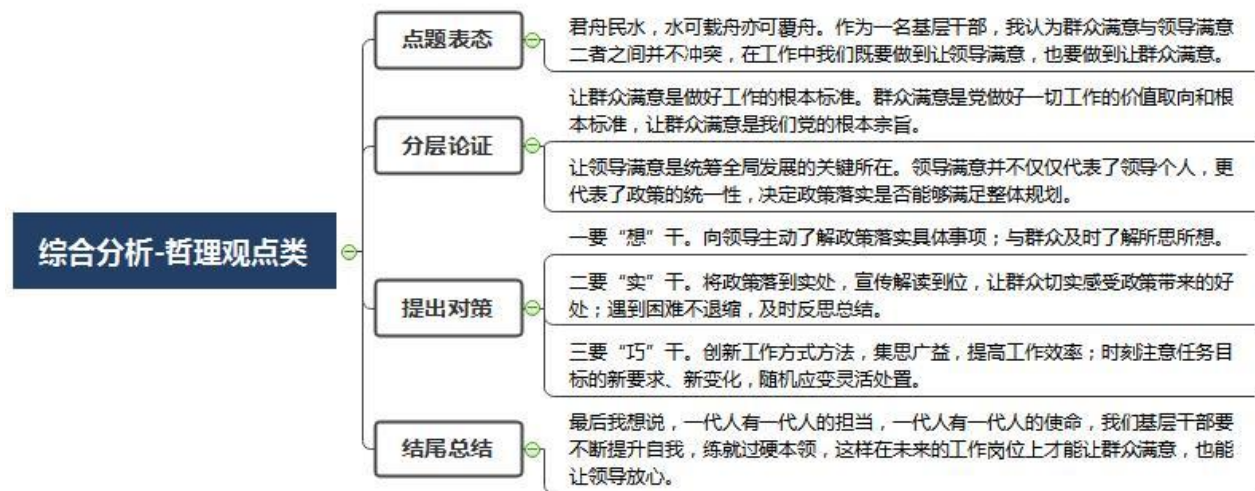 综合分析-哲理观点类
点题表态
君舟民水，水可载舟亦可覆舟。作为一名基层干部，我认为群众满意与领导满意
二者之间并不冲突，在工作中我们既要做到让领导满意，也要做到让群众满意。
分层论证
让群众满意是做好工作的根本标准。群众满意是党做好一切工作的价值取向和根
本标准，让群众满意是我们党的根本宗旨。
让领导满意是统筹全局发展的关键所在。领导满意并不仅仅代表了领导个人，更
代表了政策的统一性，决定政策落实是否能够满足整体规划。
提出对策
一要“想”干。向领导主动了解政策落实具体事项；与群众及时了解所思所想。
二要“实”干。将政策落到实处，宣传解读到位，让群众切实感受政策带来的好
处；遇到困难不退缩，及时反思总结。
三要“巧”干。创新工作方式方法，集思广益，提高工作效率；时刻注意任务目
标的新要求、新变化，随机应变灵活处置。
结尾总结
最后我想说，一代人有一代人的担当，一代人有一代人的使命，我们基层干部要
不断提升自我，练就过硬本领，这样在未来的工作岗位上才能让群众满意，也能
让领导放心。